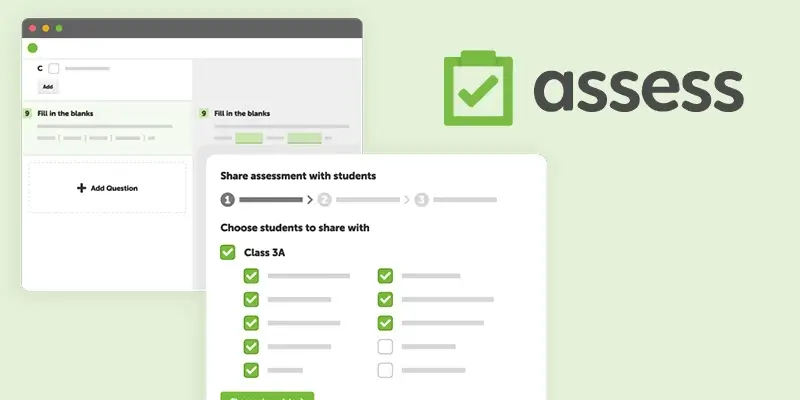 assess
C
Add
9 Fill in the blanks
9 Fill in the blanks
+ Add Question
Share assessment with students
1 2 3
Choose students to share with
Class 3A